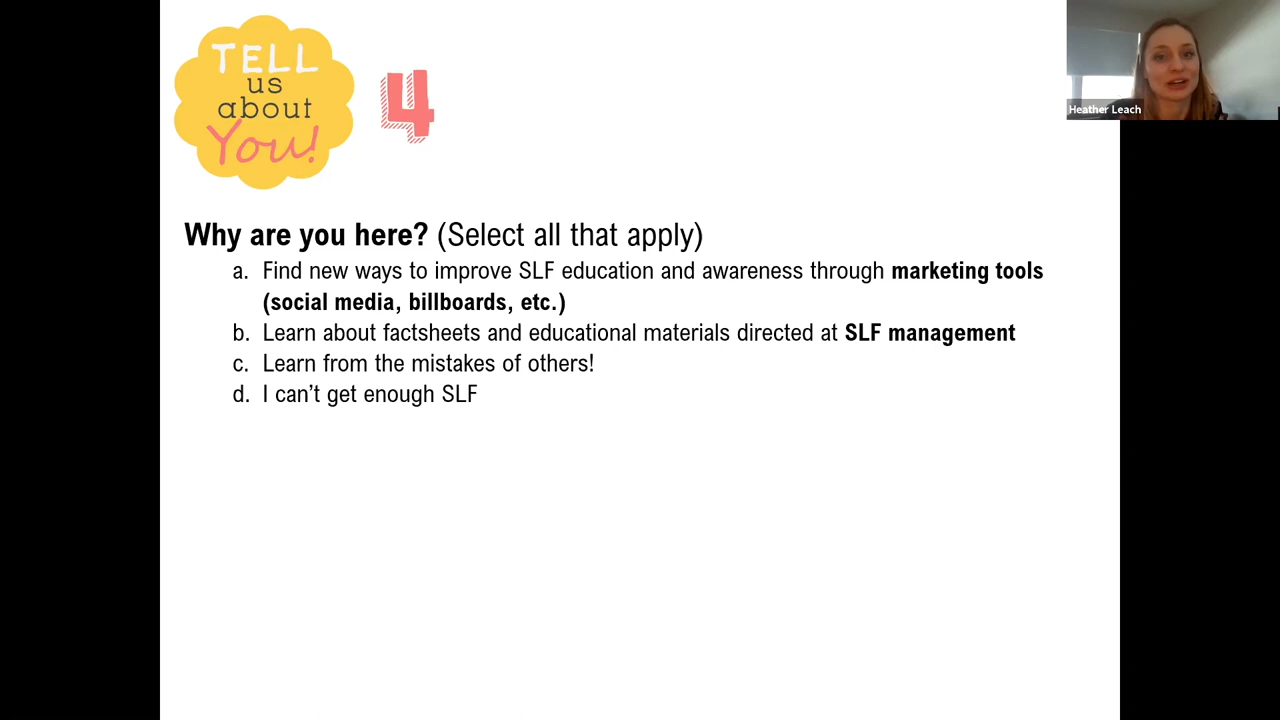 TELL
us
about
You!
4
Heather Leach
Why are you here? (Select all that apply)
a. Find new ways to improve SLF education and awareness through marketing tools
(social media, billboards, etc.)
b. Learn about factsheets and educational materials directed at SLF management
c. Learn from the mistakes of others!
d. I can’t get enough SLF